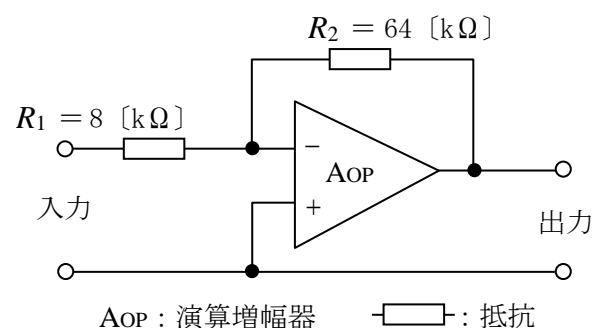 R2 = 64 〔kΩ〕
R1 = 8 〔kΩ〕
−
AOP
+
入力
出力
AOP：演算増幅器 ：抵抗